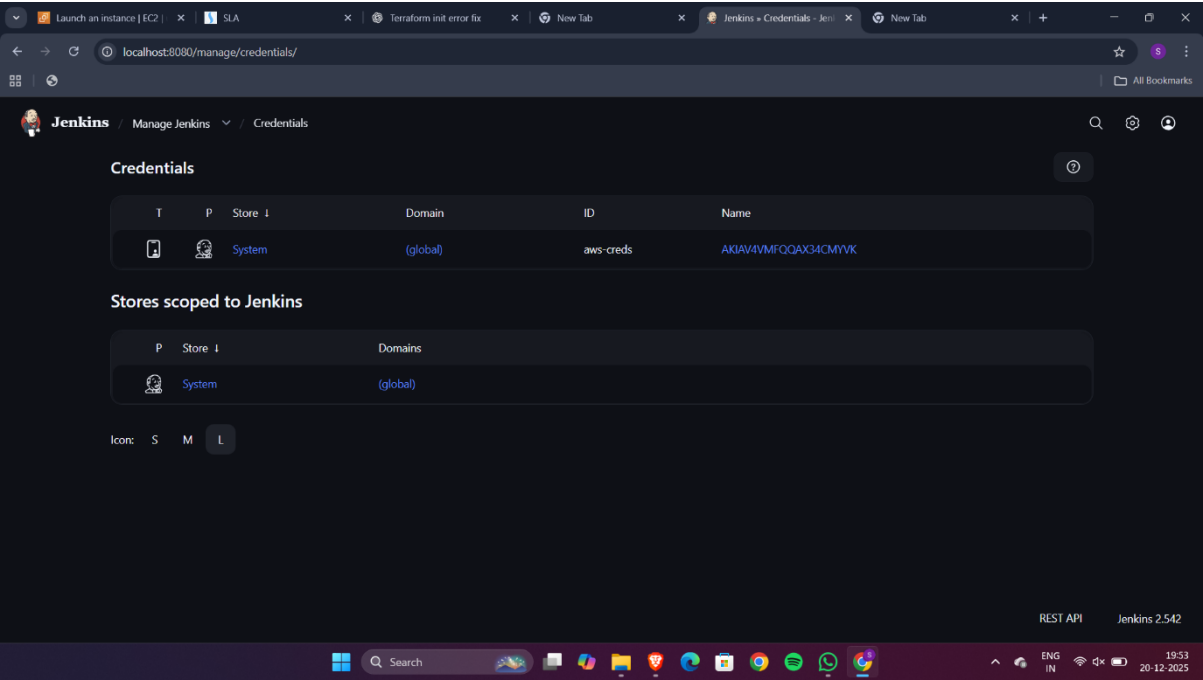 Launch an instance | EC2 |
SLA
Terraform init error fix
New Tab
Jenkins » Credentials - Jenk
New Tab
localhost:8080/manage/credentials/
S
All Bookmarks
Jenkins / Manage Jenkins / Credentials
Credentials
T P Store ↓ Domain ID Name
System (global) aws-creds AKIAV4VMFQQAX34CMYVK
Stores scoped to Jenkins
P Store ↓ Domains
System (global)
Icon: S M L
REST API Jenkins 2.542
Search
ENG
IN
19:53
20-12-2025